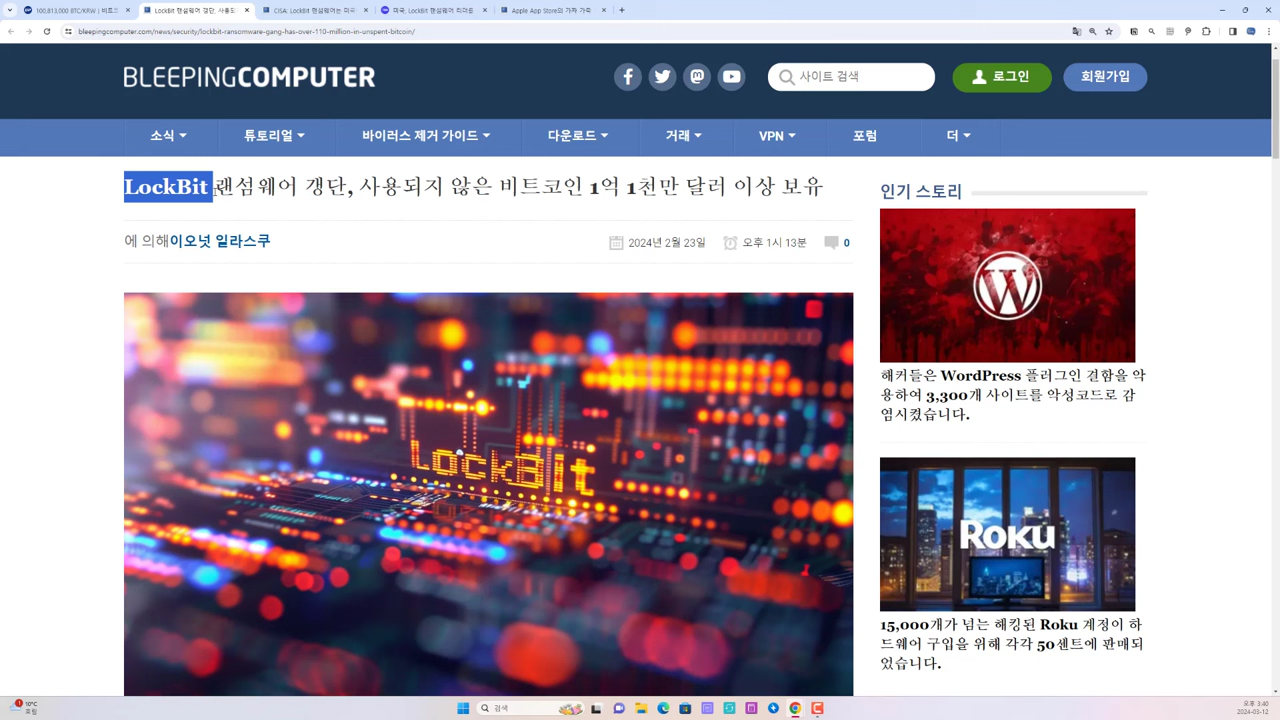 100,813,000 BTC/KRW | 비트코
LockBit 랜섬웨어 갱단, 사용되
CISA: LockBit 랜섬웨어는 미국
미국, LockBit 랜섬웨어 리더를
Apple App Store의 가짜 가죽
bleepingcomputer.com/news/security/lockbit-ransomware-gang-has-over-110-million-in-unspent-bitcoin/
BLEEPINGCOMPUTER
사이트 검색
로그인
회원가입
소식 튜토리얼 바이러스 제거 가이드 다운로드 거래 VPN 포럼 더
LockBit 랜섬웨어 갱단, 사용되지 않은 비트코인 1억 1천만 달러 이상 보유
에 의해이오넛 일라스쿠
2024년 2월 23일
오후 1시 13분
0
LockBit
인기 스토리
해커들은 WordPress 플러그인 결함을 악
용하여 3,300개 사이트를 악성코드로 감
염시켰습니다.
Roku
15,000개가 넘는 해킹된 Roku 계정이 하
드웨어 구입을 위해 각각 50센트에 판매되
었습니다.
1
10°C
흐림
검색
오후 3:40
2024-03-12